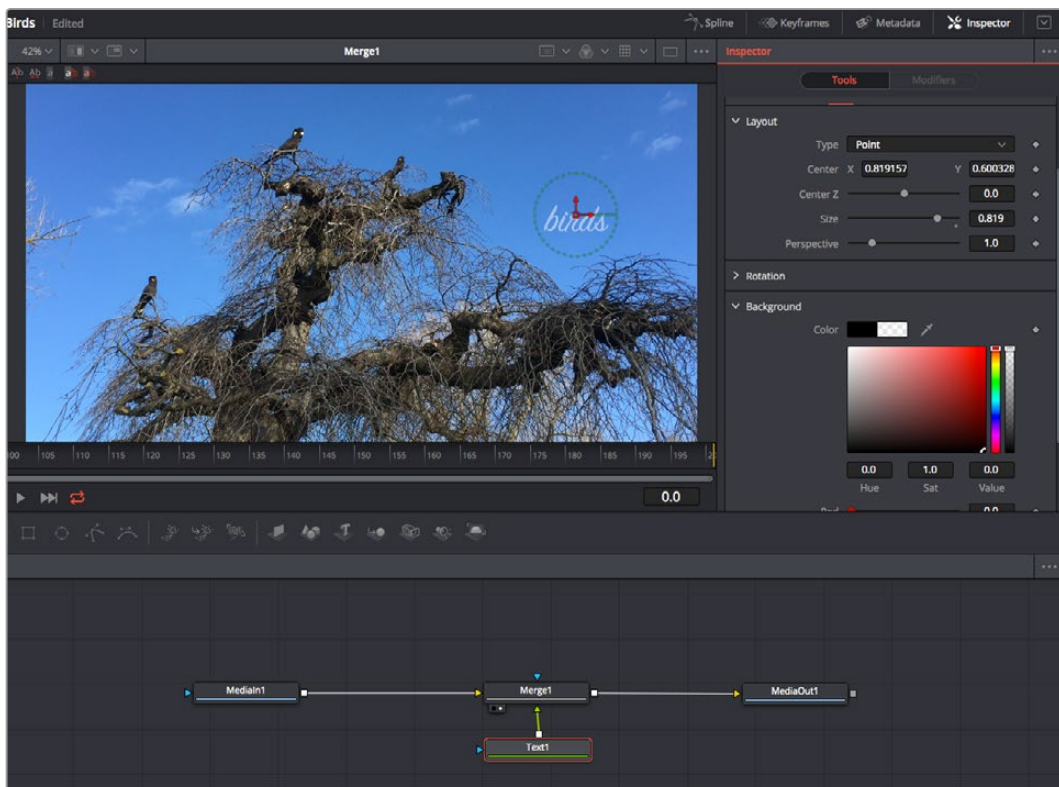 Birds Edited Spline Keyframes Metadata Inspector
42% Merge1 Inspector
Tools Modifiers
Layout
Type Point
Center X 0.819157 Y 0.600328
Center Z 0.0
Size 0.819
Perspective 1.0
Rotation
Background
Color
birds
0.0 1.0 0.0
Hue Sat Value
105 110 115 120 125 130 135 140 145 150 155 160 165 170 175 180 185 190 195
0.0
MediaIn1 Merge1 MediaOut1
Text1